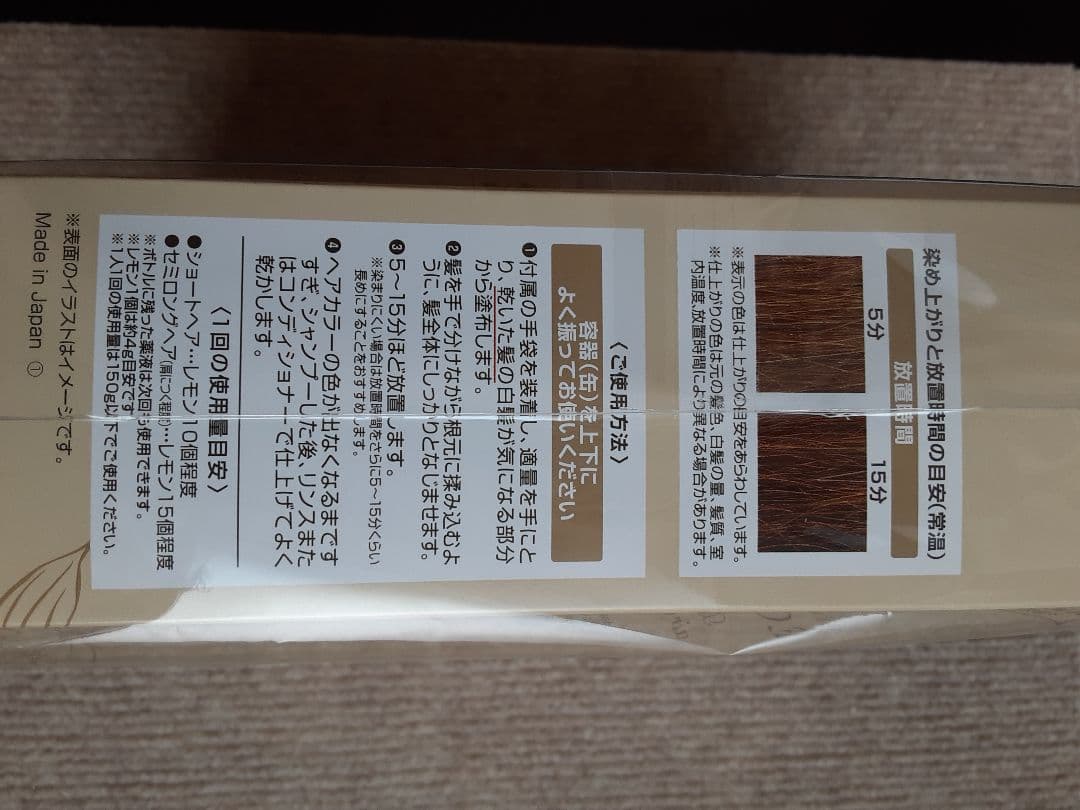 染め上がりと放置時間の目安(常温)
放置時間
5分
15分
※表示の色は仕上がりの目安をあらわしています。
※仕上がりの色は元の髪色、白髪の量、髪質、室
内温度、放置時間により異なる場合があります。
〈ご使用方法〉
容器(缶)を上下に
よく振ってお使いください
❶付属の手袋を装着し、適量を手にと
り、乾いた髪の白髪が気になる部分
から塗布します。
❷髪を手で分けながら根元に揉み込むよ
うに、髪全体にしっかりとなじませます。
❸5~15分ほど放置します。
※染まりにくい場合は放置時間をさらに5~15分くらい
長めにすることをおすすめします。
❹ヘアカラーの色が出なくなるまです
すぎ、シャンプーした後、リンスまた
はコンディショナーで仕上げてよく
乾かします。
〈1回の使用量目安〉
●ショートヘア…レモン10個程度
●セミロングヘア(肩につく程度)…レモン15個程度
※ボトルに残った薬液は次回も使用できます。
※レモン1個は約4g目安です
※1人1回の使用量は150g以下でご使用ください。
※表面のイラストはイメージです。
Made in Japan ①